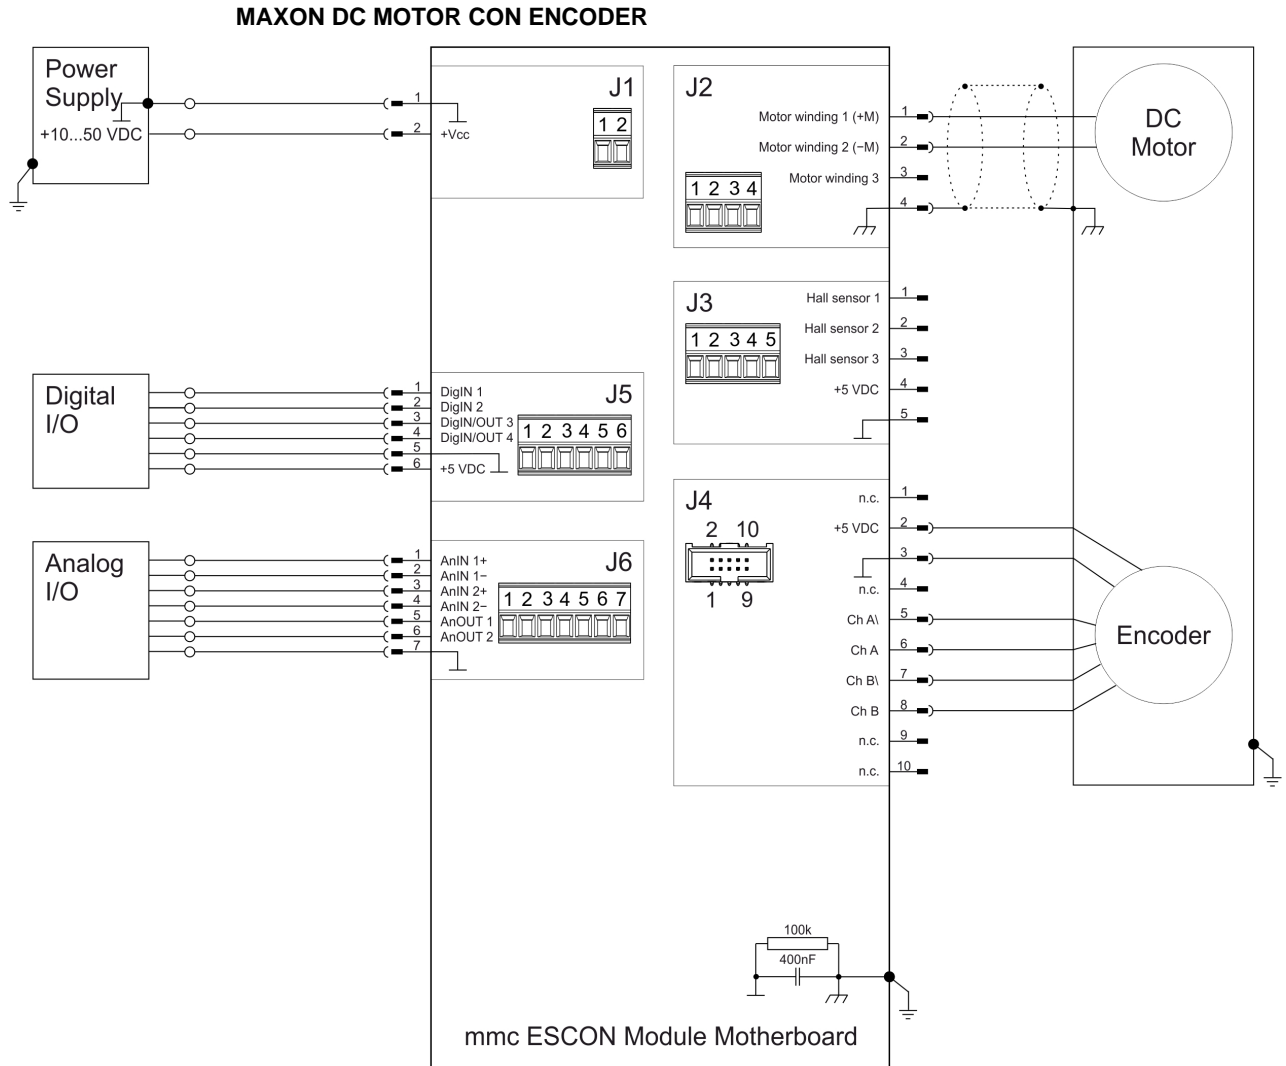 MAXON DC MOTOR CON ENCODER
Power
Supply
+10...50 VDC
1
2
+Vcc
J1
1 2
J2
Motor winding 1 (+M)
1
Motor winding 2 (−M)
2
Motor winding 3
3
4
1 2 3 4
DC
Motor
J3
1 2 3 4 5
Hall sensor 1
1
Hall sensor 2
2
Hall sensor 3
3
+5 VDC
4
5
Digital
I/O
1
DigIN 1
2
DigIN 2
3
DigIN/OUT 3
4
DigIN/OUT 4
5
6
+5 VDC
J5
1 2 3 4 5 6
Analog
I/O
1
AnIN 1+
2
AnIN 1−
3
AnIN 2+
4
AnIN 2−
5
AnOUT 1
6
AnOUT 2
7
J6
1 2 3 4 5 6 7
J4
2 10
1 9
n.c.
1
+5 VDC
2
3
n.c.
4
Ch A\
5
Ch A
6
Ch B\
7
Ch B
8
n.c.
9
n.c.
10
Encoder
100k
400nF
mmc ESCON Module Motherboard